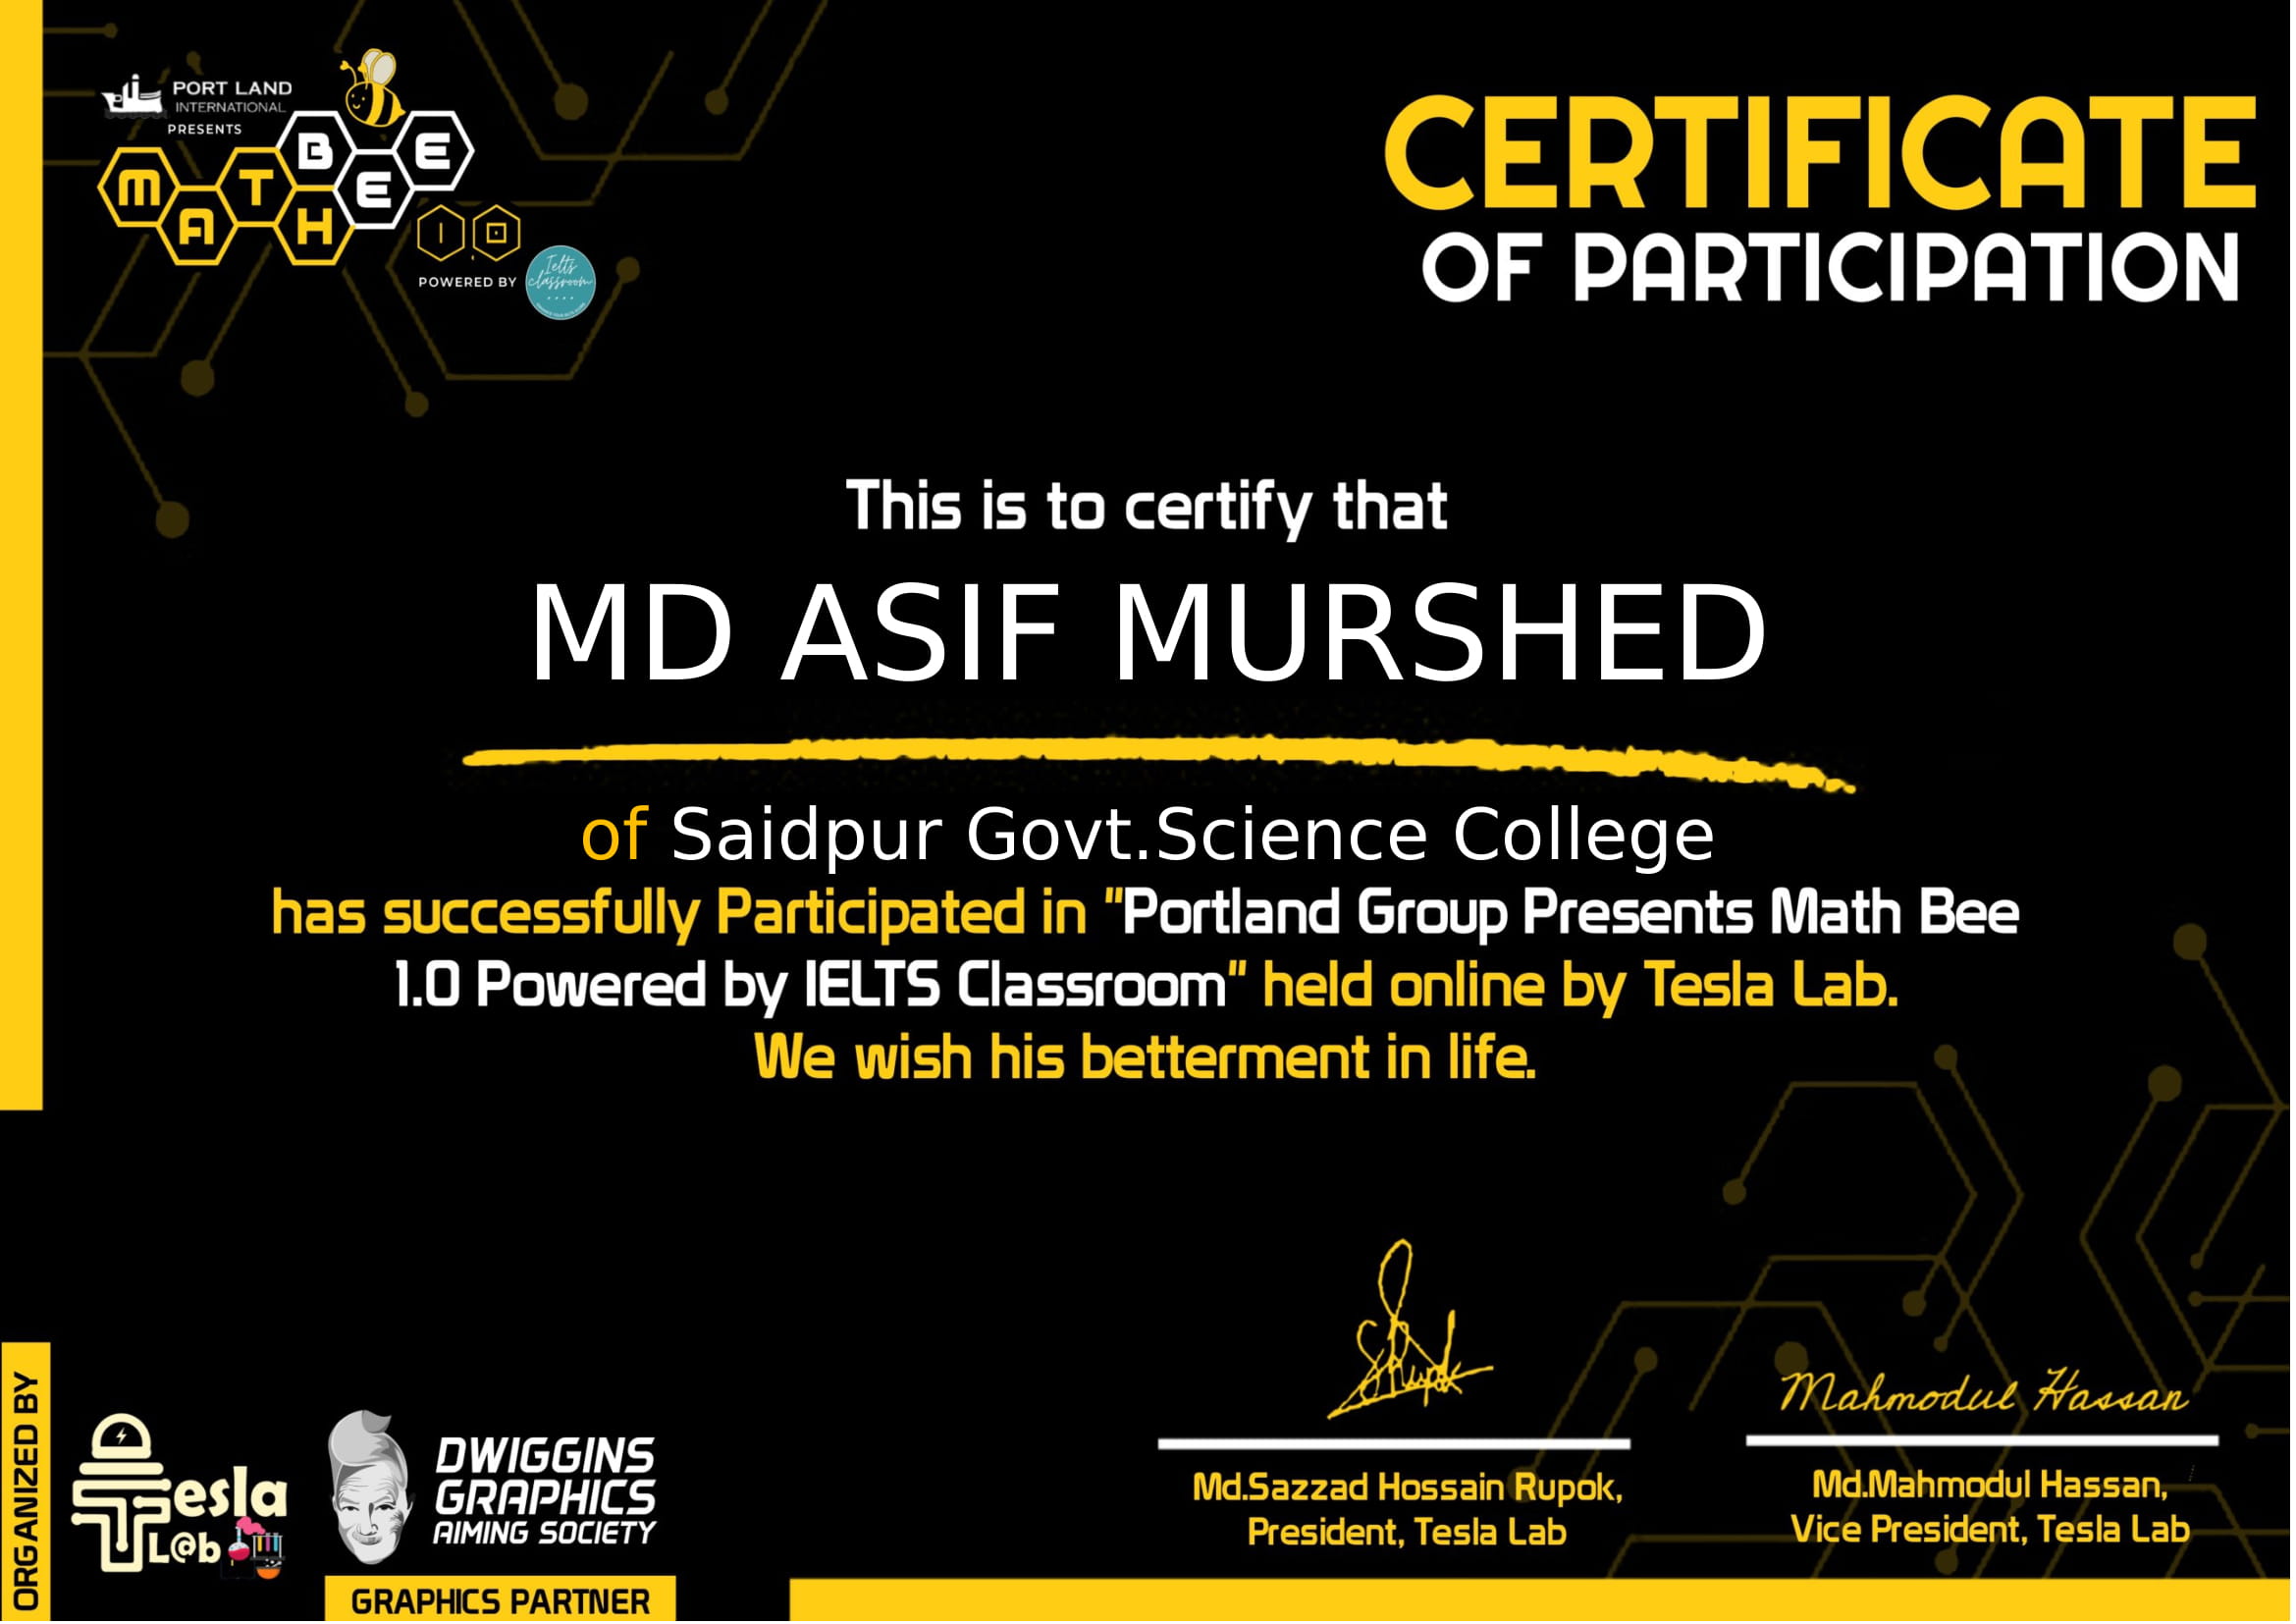 PORT LAND
INTERNATIONAL
PRESENTS
MATH BEE
1.0
POWERED BY
Ielts
classroom
CERTIFICATE
OF PARTICIPATION
This is to certify that
MD ASIF MURSHED
of Saidpur Govt.Science College
has successfully Participated in "Portland Group Presents Math Bee
1.0 Powered by IELTS Classroom" held online by Tesla Lab.
We wish his betterment in life.
SRupok
Mahmodul Hassan
Md.Sazzad Hossain Rupok,
President, Tesla Lab
Md.Mahmodul Hassan,
Vice President, Tesla Lab
ORGANIZED BY
Tesla
L@b
DWIGGINS
GRAPHICS
AIMING SOCIETY
GRAPHICS PARTNER